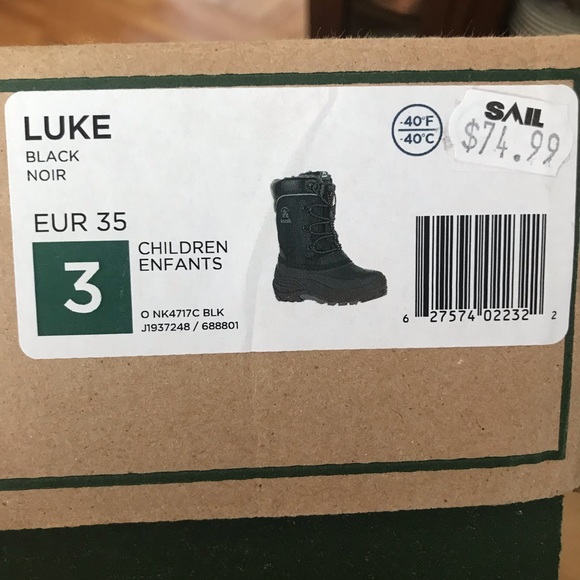 LUKE
BLACK
NOIR
EUR 35
3
CHILDREN
ENFANTS
O NK4717C BLK
J1937248 / 688801
-40°F
-40°C
SAIL
$74.99
6 27574 02232 2